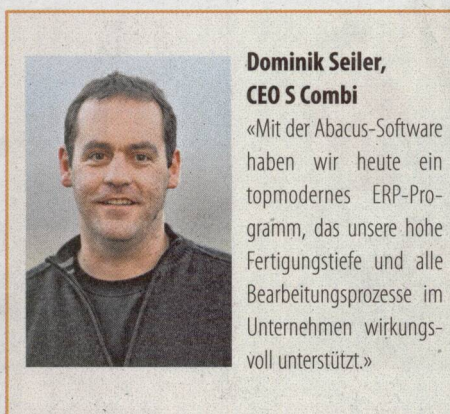 Dominik Seiler,
CEO S Combi
«Mit der Abacus-Software
haben wir heute ein
topmodernes ERP-Pro-
gramm, das unsere hohe
Fertigungstiefe und alle
Bearbeitungsprozesse im
Unternehmen wirkungs-
voll unterstützt.»